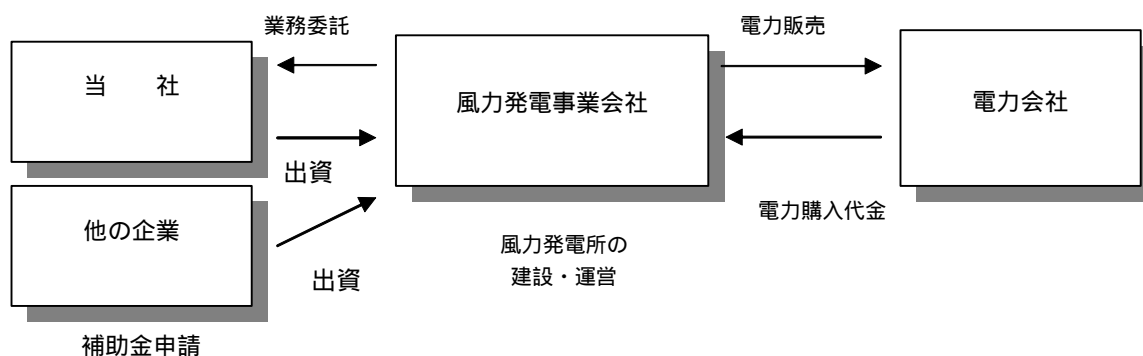 業務委託
電力販売
当　　社
風力発電事業会社
電力会社
出資
他の企業
電力購入代金
風力発電所の
建設・運営
出資
補助金申請